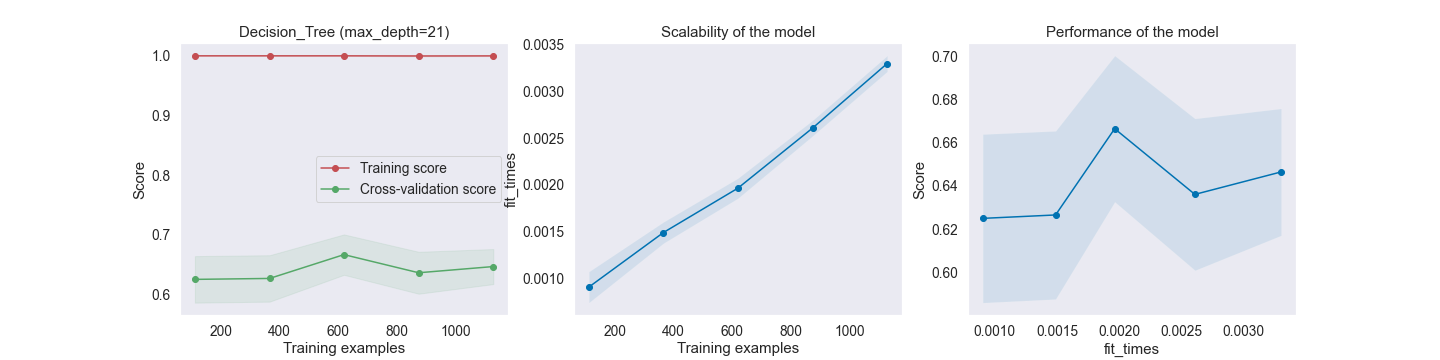 Decision_Tree (max_depth=21)
1.0
0.9
0.8
0.7
0.6
Score
Training score
Cross-validation score
200 400 600 800 1000
Training examples
Scalability of the model
0.0035
0.0030
0.0025
0.0020
0.0015
0.0010
fit_times
200 400 600 800 1000
Training examples
Performance of the model
0.70
0.68
0.66
0.64
0.62
0.60
Score
0.0010 0.0015 0.0020 0.0025 0.0030
fit_times